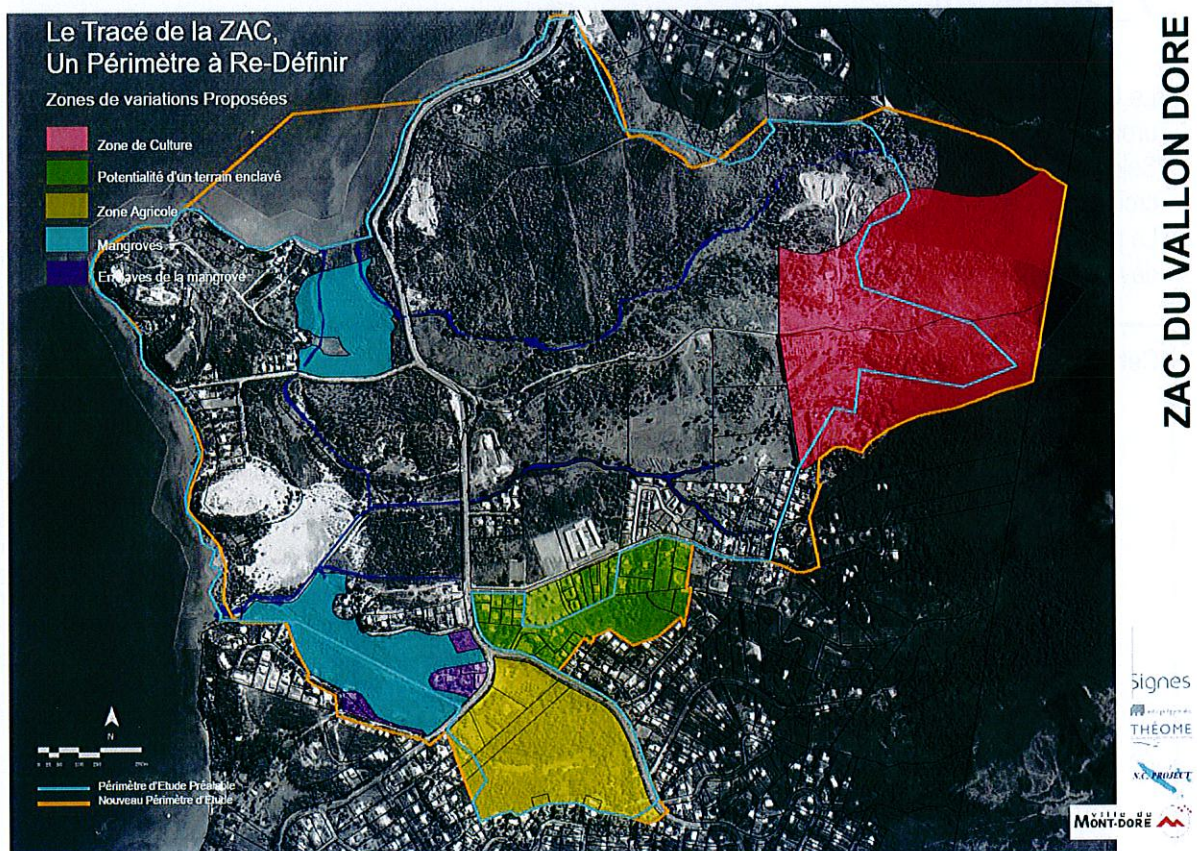 Le Tracé de la ZAC,
Un Périmètre à Re-Définir
Zones de variations Proposées
Zone de Culture
Potentialité d'un terrain enclavé
Zone Agricole
Mangroves
Enclaves de la mangrove
N
Périmètre d'Etude Préalable
Nouveau Périmètre d'Etude
ZAC DU VALLON DORE
Signes
THÉOME
N.C. PROJECT
ville du
MONT-DORE